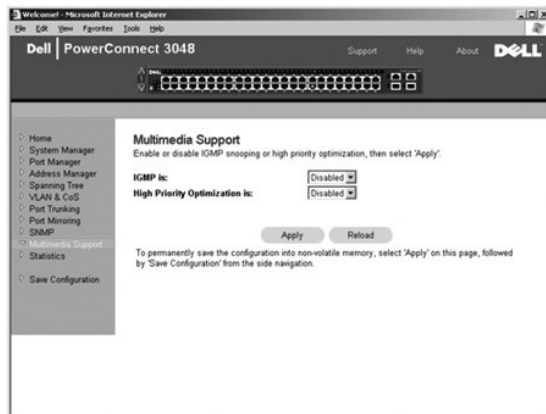 Welcome! - Microsoft Internet Explorer
File Edit View Favorites Tools Help
Dell | PowerConnect 3048
Support Help About DELL
Home
System Manager
Port Manager
Address Manager
Spanning Tree
VLAN & CoS
Port Trunking
Port Mirroring
SNMP
Multimedia Support
Statistics
Save Configuration
Multimedia Support
Enable or disable IGMP snooping or high priority optimization, then select 'Apply'.
IGMP is: Disabled
High Priority Optimization is: Disabled
Apply Reload
To permanently save the configuration into non-volatile memory, select 'Apply' on this page, followed
by 'Save Configuration' from the side navigation.